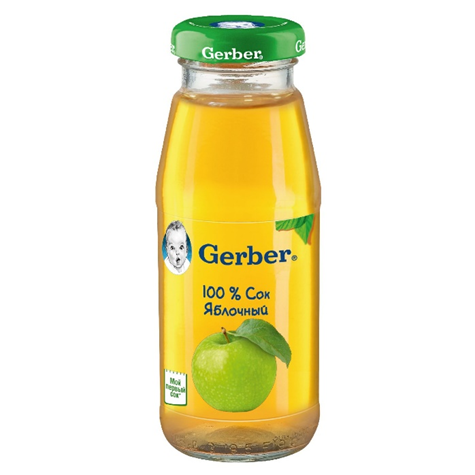 Gerber®
Gerber®
100 % Сок
Яблочный
Мой
первый
сок*